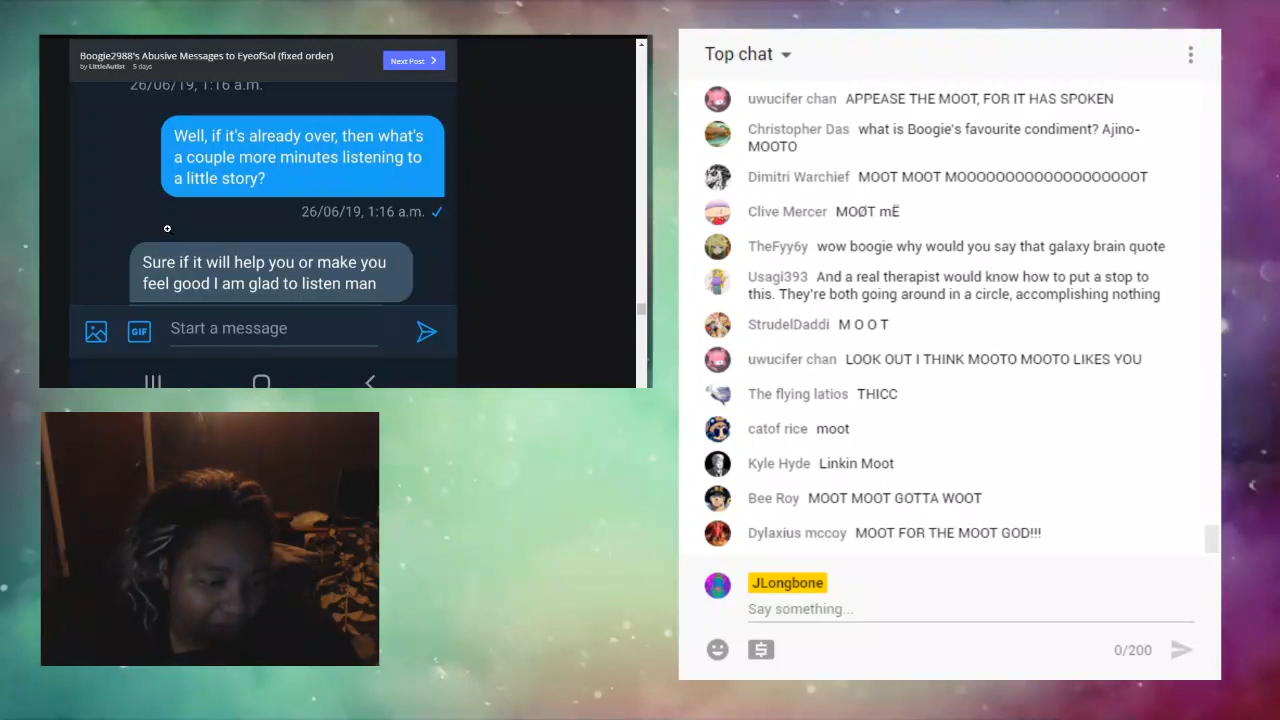 Boogie2988's Abusive Messages to EyeofSol (fixed order)
by LittleAutist 5 days
Next Post
26/06/19, 1:16 a.m.
Well, if it's already over, then what's
a couple more minutes listening to
a little story?
26/06/19, 1:16 a.m.
Sure if it will help you or make you
feel good I am glad to listen man
GIF
Start a message
Top chat
uwucifer chan APPEASE THE MOOT, FOR IT HAS SPOKEN
Christopher Das what is Boogie's favourite condiment? Ajino-
MOOTO
Dimitri Warchief MOOT MOOT MOOOOOOOOOOOOOOOOOOOT
Clive Mercer MOØT mË
TheFyy6y wow boogie why would you say that galaxy brain quote
Usagi393 And a real therapist would know how to put a stop to
this. They're both going around in a circle, accomplishing nothing
StrudelDaddi M O O T
uwucifer chan LOOK OUT I THINK MOOTO MOOTO LIKES YOU
The flying latios THICC
catof rice moot
Kyle Hyde Linkin Moot
Bee Roy MOOT MOOT GOTTA WOOT
Dylaxius mccoy MOOT FOR THE MOOT GOD!!!
JLongbone
Say something...
0/200